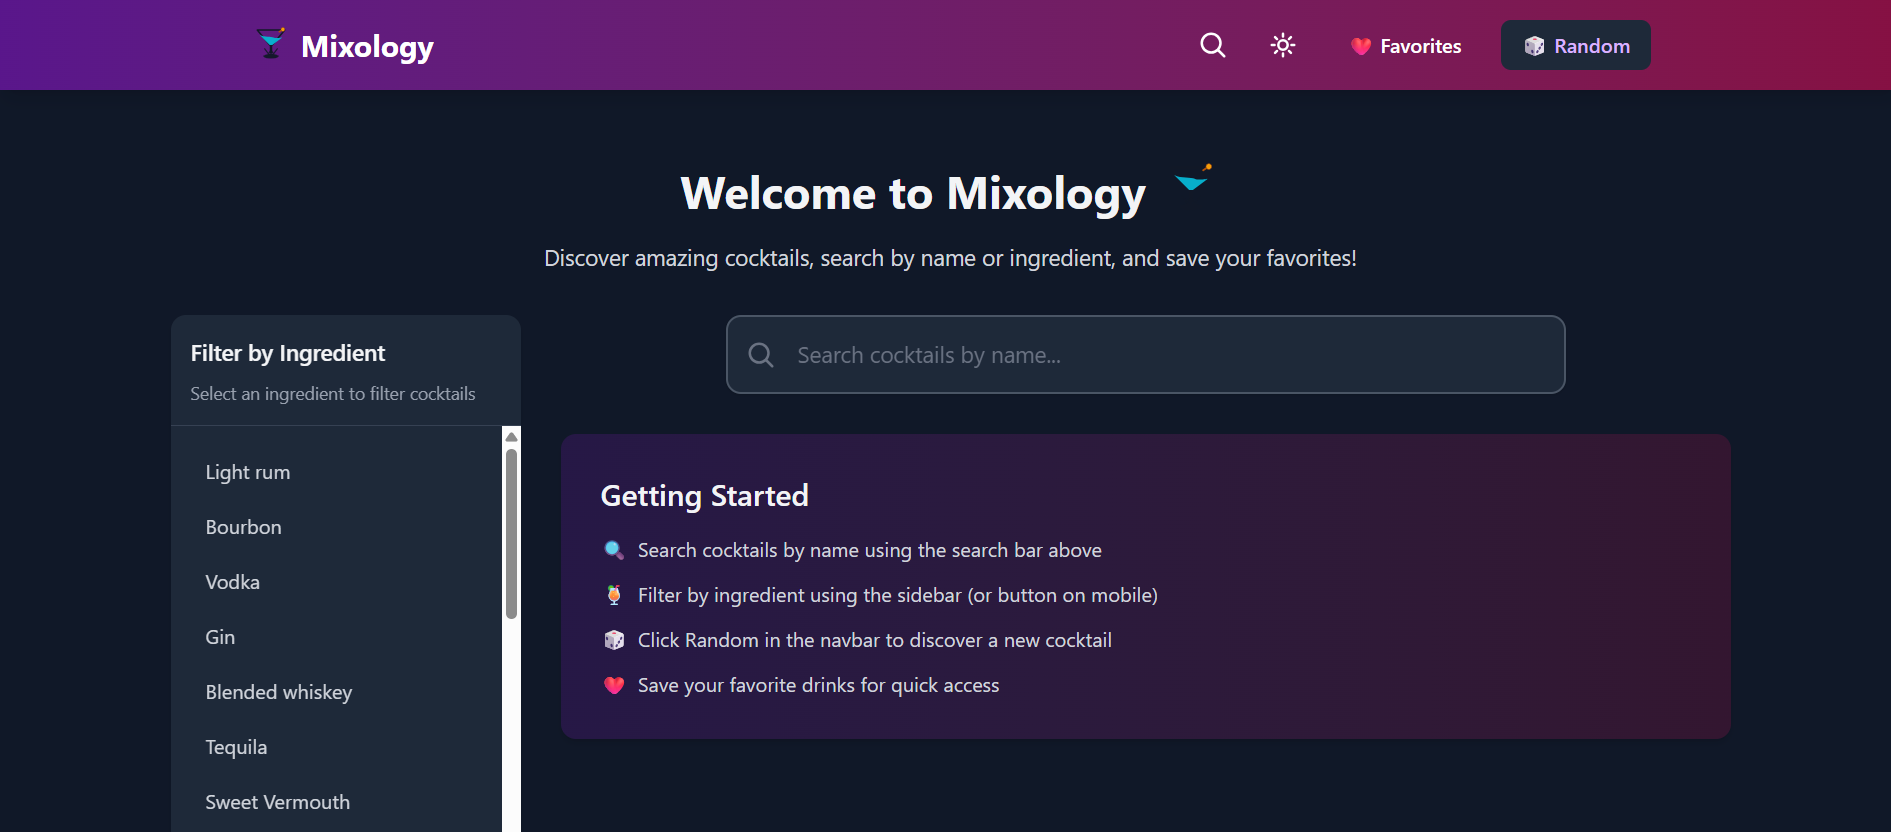 Mixology
Favorites
Random
Welcome to Mixology
Discover amazing cocktails, search by name or ingredient, and save your favorites!
Filter by Ingredient
Select an ingredient to filter cocktails
Light rum
Bourbon
Vodka
Gin
Blended whiskey
Tequila
Sweet Vermouth
Search cocktails by name...
Getting Started
Search cocktails by name using the search bar above
Filter by ingredient using the sidebar (or button on mobile)
Click Random in the navbar to discover a new cocktail
Save your favorite drinks for quick access